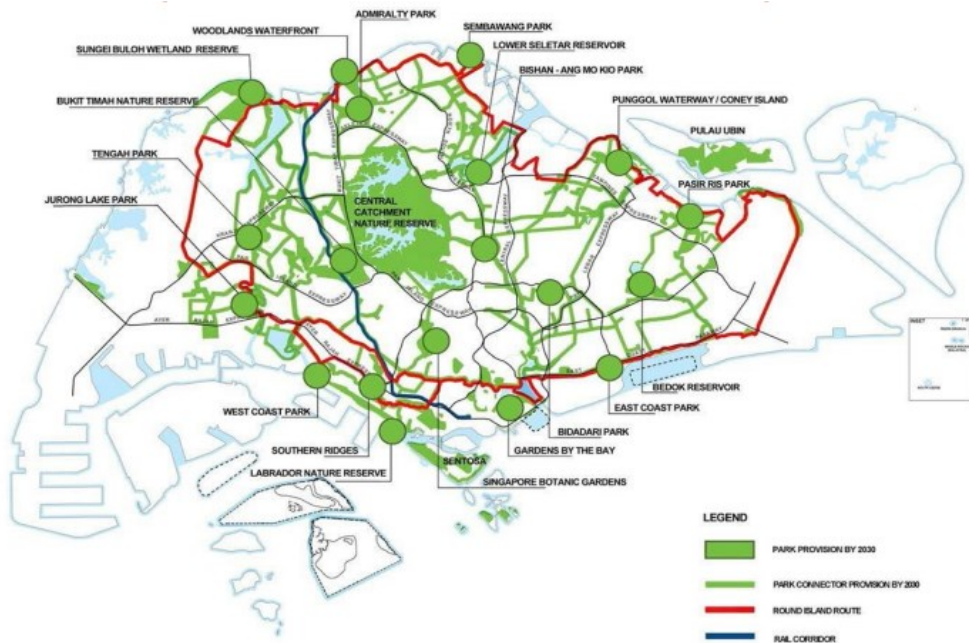 ADMIRALTY PARK
WOODLANDS WATERFRONT
SEMBAWANG PARK
SUNGEI BULOH WETLAND RESERVE
LOWER SELETAR RESERVOIR
BISHAN - ANG MO KIO PARK
BUKIT TIMAH NATURE RESERVE
PUNGGOL WATERWAY / CONEY ISLAND
PULAU UBIN
TENGAH PARK
PASIR RIS PARK
JURONG LAKE PARK
CENTRAL
CATCHMENT
NATURE RESERVE
BEDOK RESERVOIR
WEST COAST PARK
EAST COAST PARK
BIDADARI PARK
SOUTHERN RIDGES
GARDENS BY THE BAY
SENTOSA
LABRADOR NATURE RESERVE
SINGAPORE BOTANIC GARDENS
LEGEND
PARK PROVISION BY 2030
PARK CONNECTOR PROVISION BY 2030
ROUND ISLAND ROUTE
RAIL CORRIDOR
INSET